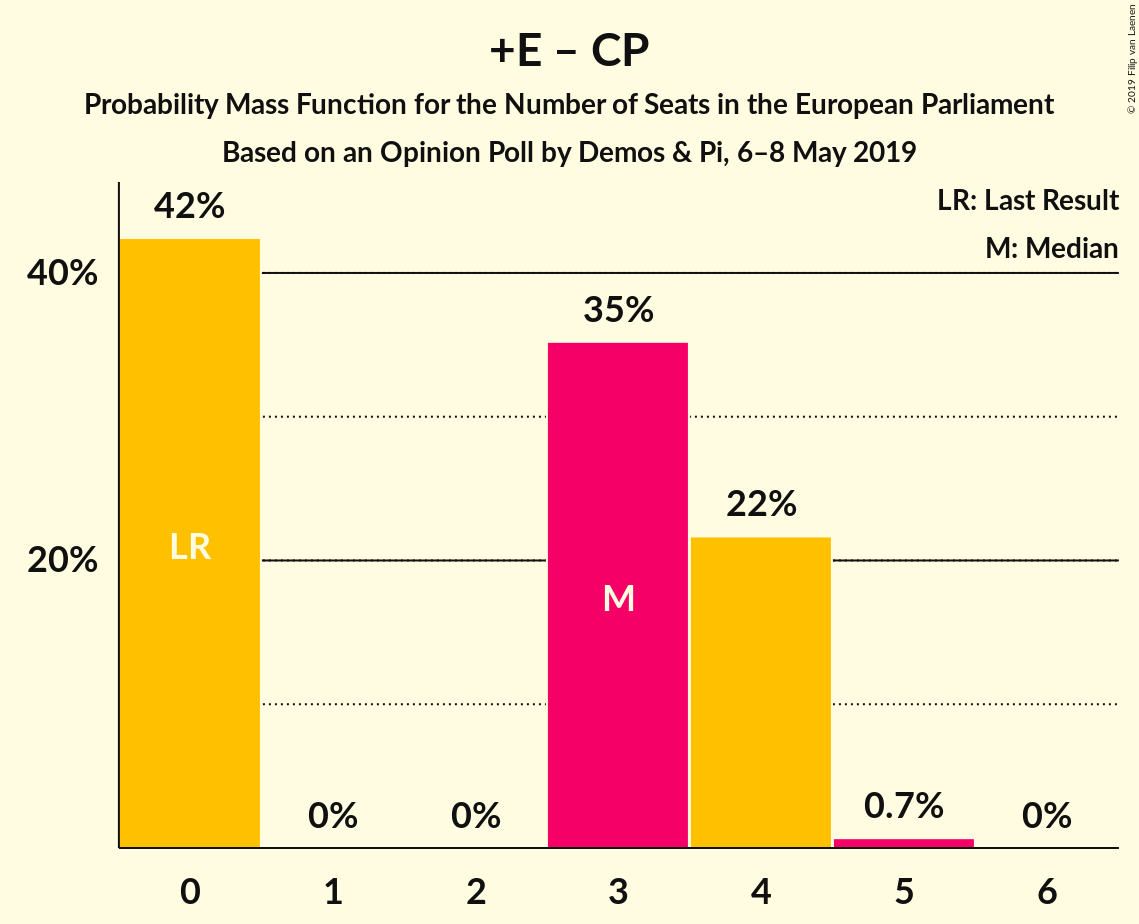 +E – CP
Probability Mass Function for the Number of Seats in the European Parliament
Based on an Opinion Poll by Demos & Pi, 6–8 May 2019
© 2019 Filip van Laenen
LR: Last Result
M: Median
42%
40%
35%
22%
20%
LR
M
0%
0%
0.7%
0%
0 1 2 3 4 5 6